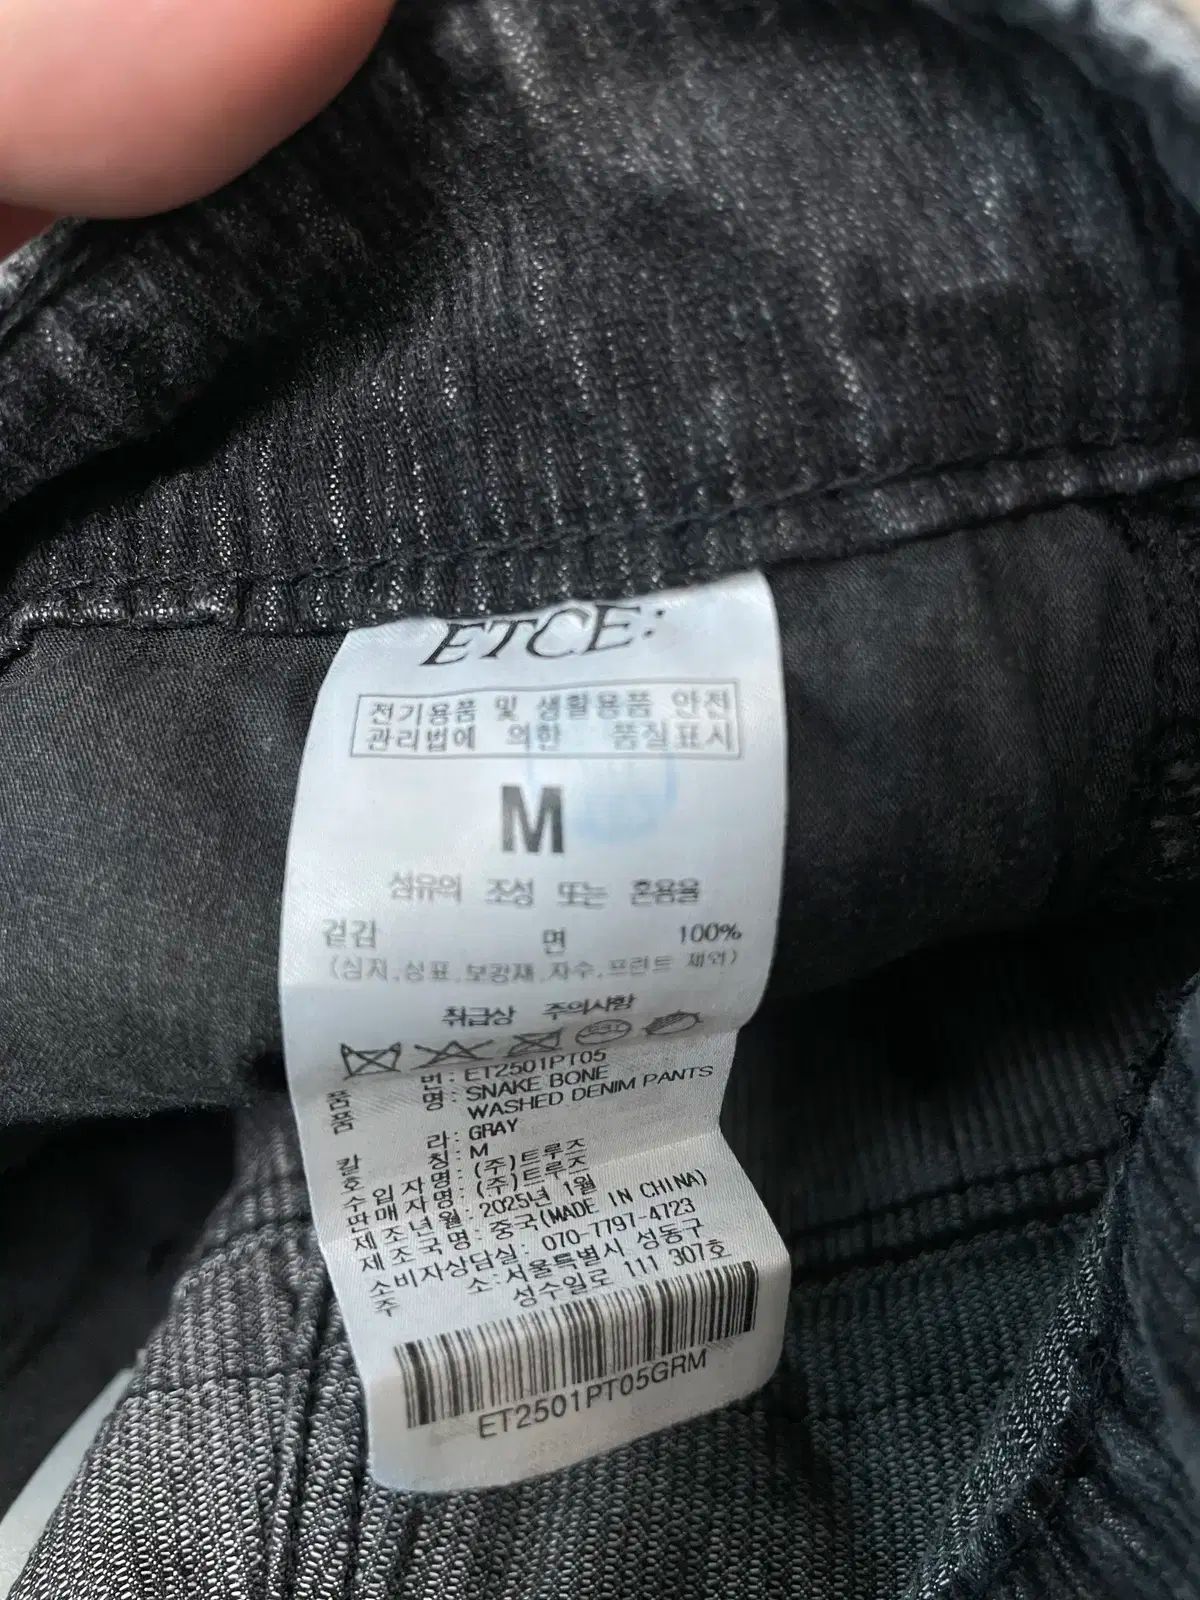 ETCE:
전기용품 및 생활용품 안전
관리법에 의한 품질표시
M
섬유의 조성 또는 혼용율
겉감 면 100%
(심지,상표,보강재,자수,프린트 제외)
취급상 주의사항
품 번: ET2501PT05
품 명: SNAKE BONE
WASHED DENIM PANTS
칼 라: GRAY
호 칭: M
수 입 자 명: (주)트루즈
판 매 자 명: (주)트루즈
제 조 년 월: 2025년 1월
제 조 국 명: 중국(MADE IN CHINA)
소비자상담실: 070-7797-4723
주 소: 서울특별시 성동구
성수일로 111 307호
ET2501PT05GRM